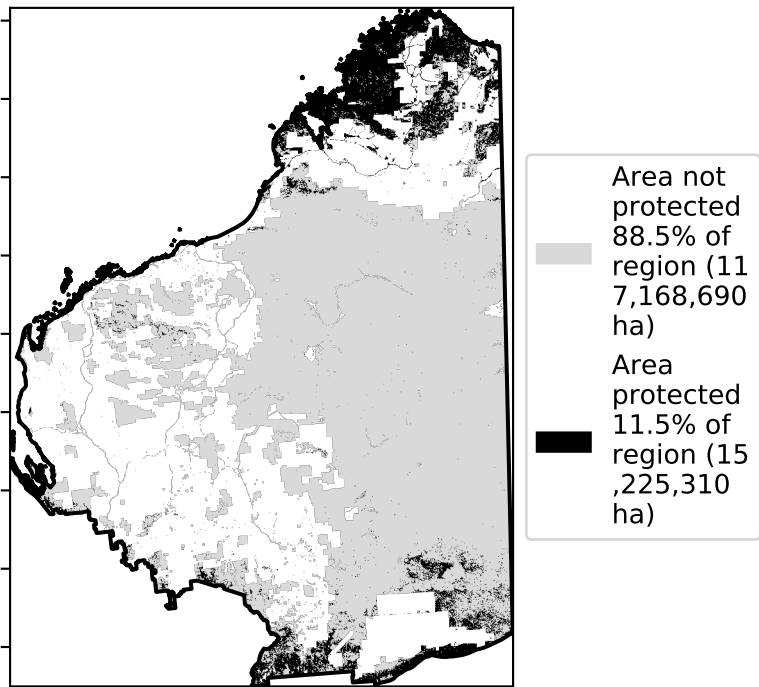 Area not
protected
88.5% of
region (11
7,168,690
ha)
Area
protected
11.5% of
region (15
,225,310
ha)